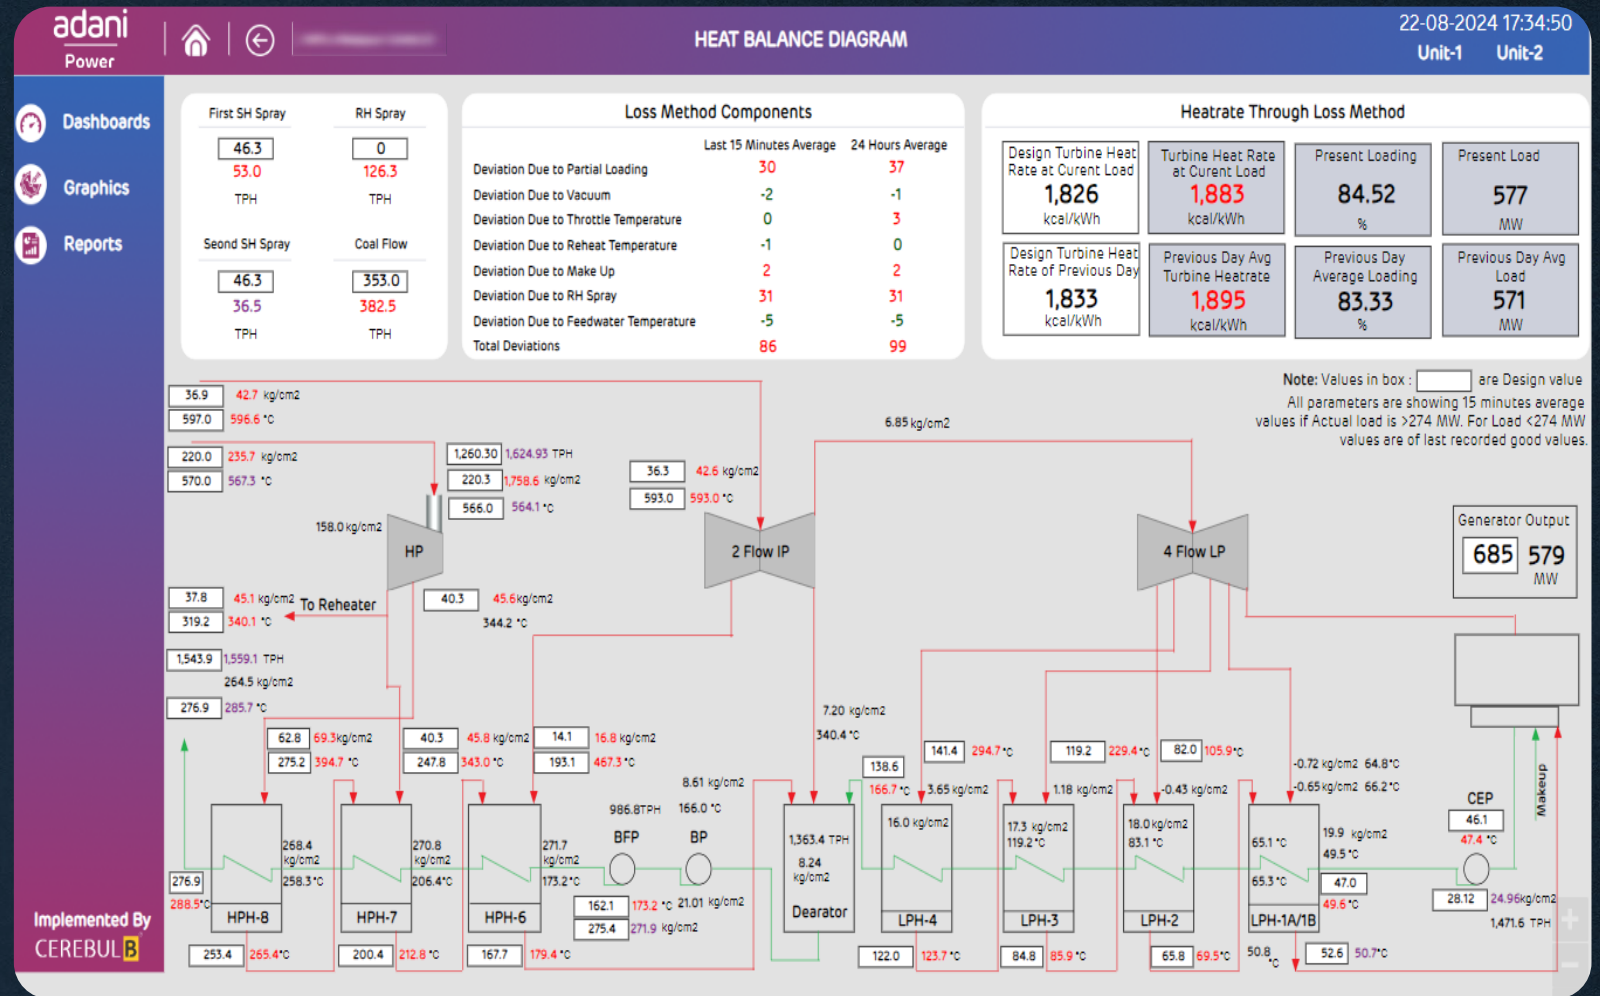 adani
Power
HEAT BALANCE DIAGRAM
22-08-2024 17:34:50
Unit-1 Unit-2
Dashboards
Graphics
Reports
Implemented By
CEREBULB
First SH Spray RH Spray
46.3 0
53.0 126.3
TPH TPH
Seond SH Spray Coal Flow
46.3 353.0
36.5 382.5
TPH TPH
Loss Method Components
Last 15 Minutes Average 24 Hours Average
Deviation Due to Partial Loading 30 37
Deviation Due to Vacuum -2 -1
Deviation Due to Throttle Temperature 0 3
Deviation Due to Reheat Temperature -1 0
Deviation Due to Make Up 2 2
Deviation Due to RH Spray 31 31
Deviation Due to Feedwater Temperature -5 -5
Total Deviations 86 99
Heatrate Through Loss Method
Design Turbine Heat
Rate at Curent Load
1,826
kcal/kWh
Turbine Heat Rate
at Curent Load
1,883
kcal/kWh
Present Loading
84.52
%
Present Load
577
MW
Design Turbine Heat
Rate of Previous Day
1,833
kcal/kWh
Previous Day Avg
Turbine Heatrate
1,895
kcal/kWh
Previous Day
Average Loading
83.33
%
Previous Day Avg
Load
571
MW
Note: Values in box : are Design value
All parameters are showing 15 minutes average
values if Actual load is >274 MW. For Load <274 MW
values are of last recorded good values.
36.9 42.7 kg/cm2
597.0 596.6 °C
220.0 235.7 kg/cm2
570.0 567.3 °C
1,260.30 1,624.93 TPH
220.3 1,758.6 kg/cm2
566.0 564.1 °C
36.3 42.6 kg/cm2
593.0 593.0 °C
6.85 kg/cm2
158.0 kg/cm2
HP
2 Flow IP
4 Flow LP
Generator Output
685 579
MW
37.8 45.1 kg/cm2
319.2 340.1 °C
To Reheater
40.3 45.6kg/cm2
344.2 °C
1,543.9 1,559.1 TPH
264.5 kg/cm2
276.9 285.7 °C
62.8 69.3kg/cm2
275.2 394.7 °C
40.3 45.8 kg/cm2
247.8 343.0 °C
14.1 16.8 kg/cm2
193.1 467.3 °C
7.20 kg/cm2
340.4 °C
138.6
166.7 °C
141.4 294.7 °C
3.65 kg/cm2
119.2 229.4 °C
1.18 kg/cm2
82.0 105.9°C
-0.43 kg/cm2
-0.72 kg/cm2 64.8°C
-0.65 kg/cm2 66.2°C
Makeup
8.61 kg/cm2
166.0 °C
986.8TPH
BFP BP
268.4
kg/cm2
258.3°C
270.8
kg/cm2
206.4°C
271.7
kg/cm2
173.2°C
1,363.4 TPH
8.24
kg/cm2
Dearator
16.0 kg/cm2
17.3 kg/cm2
119.2°C
18.0kg/cm2
83.1 °C
65.1 °C
65.3 °C
19.9 kg/cm2
49.5 °C
47.0
49.6 °C
CEP
46.1
47.4 °C
28.12 24.96kg/cm2
1,471.6 TPH
276.9
288.5°C
162.1 173.2 °C 21.01 kg/cm2
275.4 271.9 kg/cm2
HPH-8 HPH-7 HPH-6 LPH-4 LPH-3 LPH-2 LPH-1A/1B
253.4 265.4°C
200.4 212.8 °C
167.7 179.4 °C
122.0 123.7 °C
84.8 85.9°C
65.8 69.5°C
50.8
°C
52.6 50.7°C